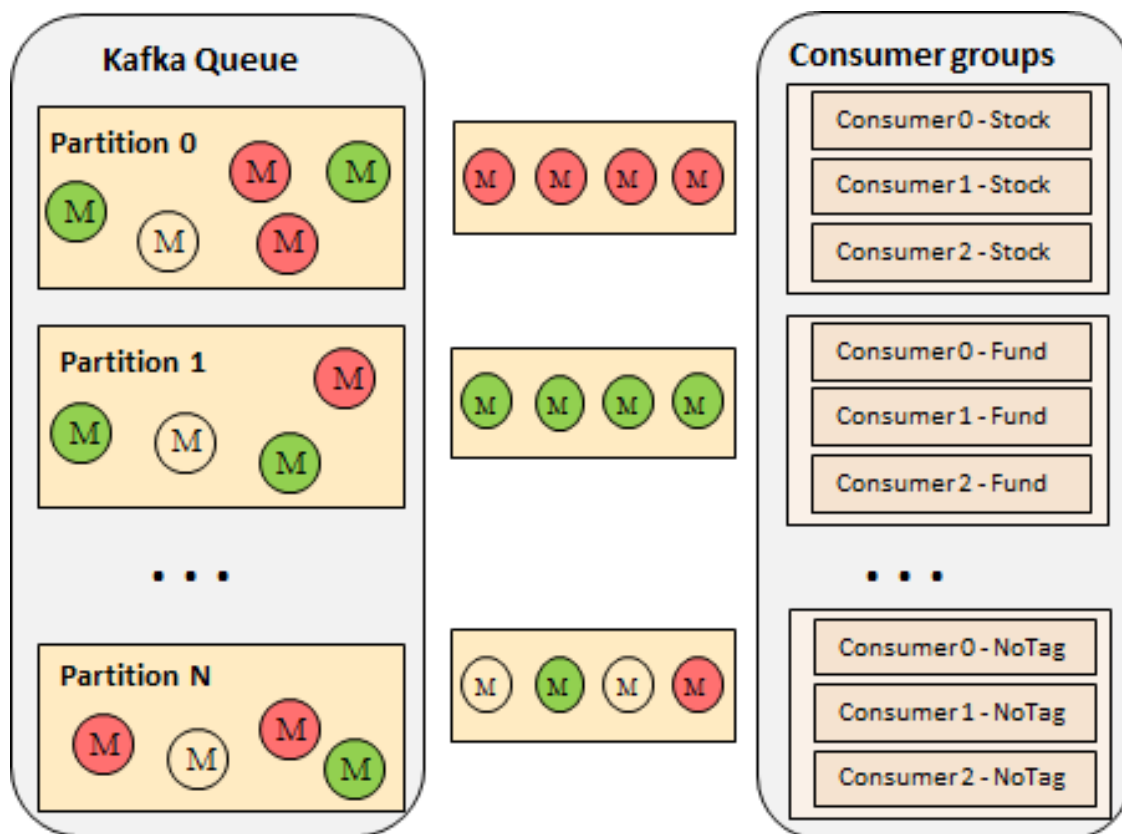 Kafka Queue
Partition 0
M
M
M
M
M
Partition 1
M
M
M
M
. . .
Partition N
M
M
M
M
M M M M
M M M M
M M M M
Consumer groups
Consumer 0 - Stock
Consumer 1 - Stock
Consumer 2 - Stock
Consumer 0 - Fund
Consumer 1 - Fund
Consumer 2 - Fund
. . .
Consumer 0 - NoTag
Consumer 1 - NoTag
Consumer 2 - NoTag